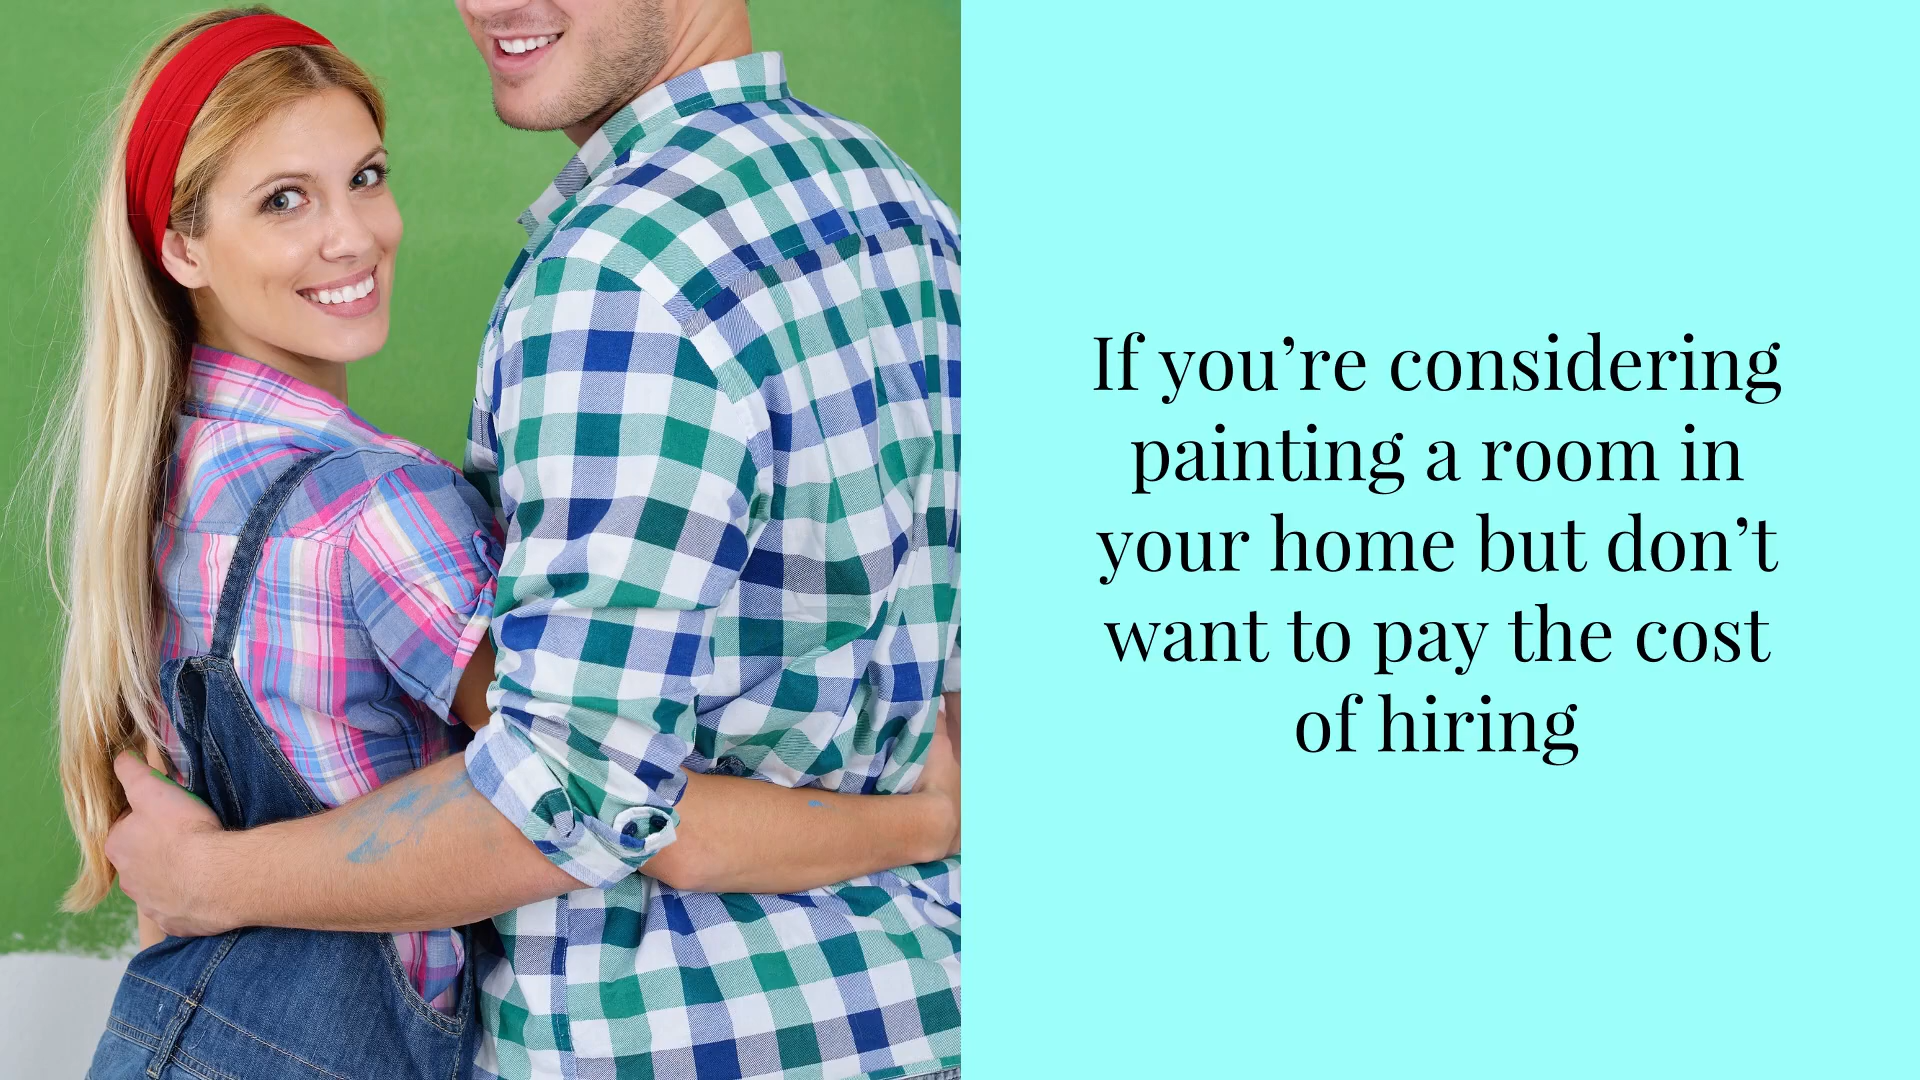 If you’re considering
painting a room in
your home but don’t
want to pay the cost
of hiring